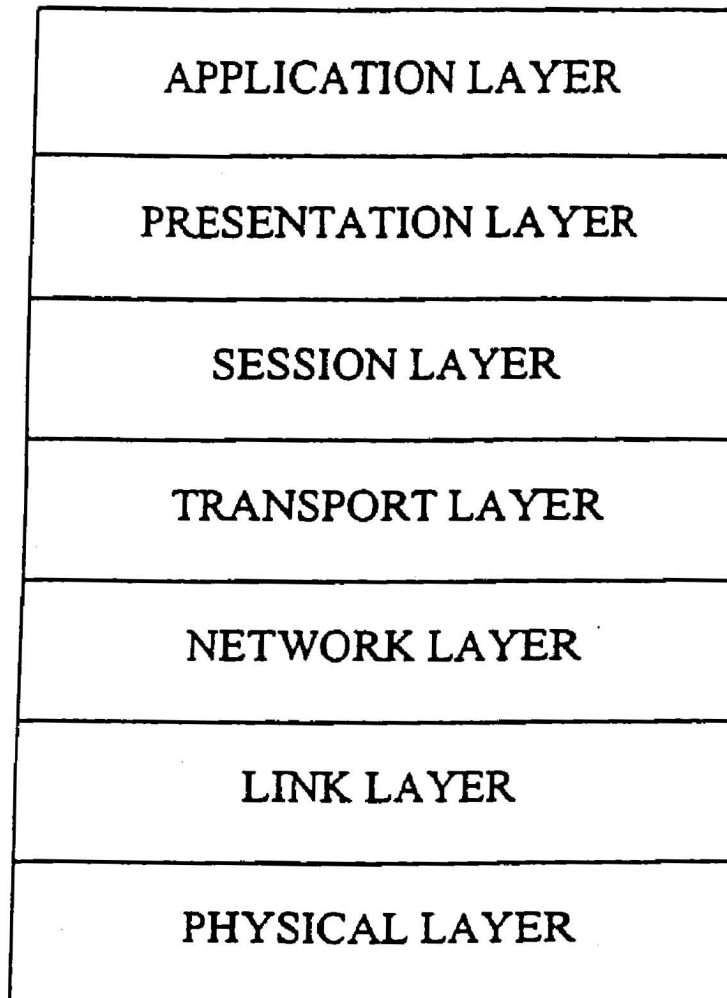 APPLICATION LAYER
PRESENTATION LAYER
SESSION LAYER
TRANSPORT LAYER
NETWORK LAYER
LINK LAYER
PHYSICAL LAYER